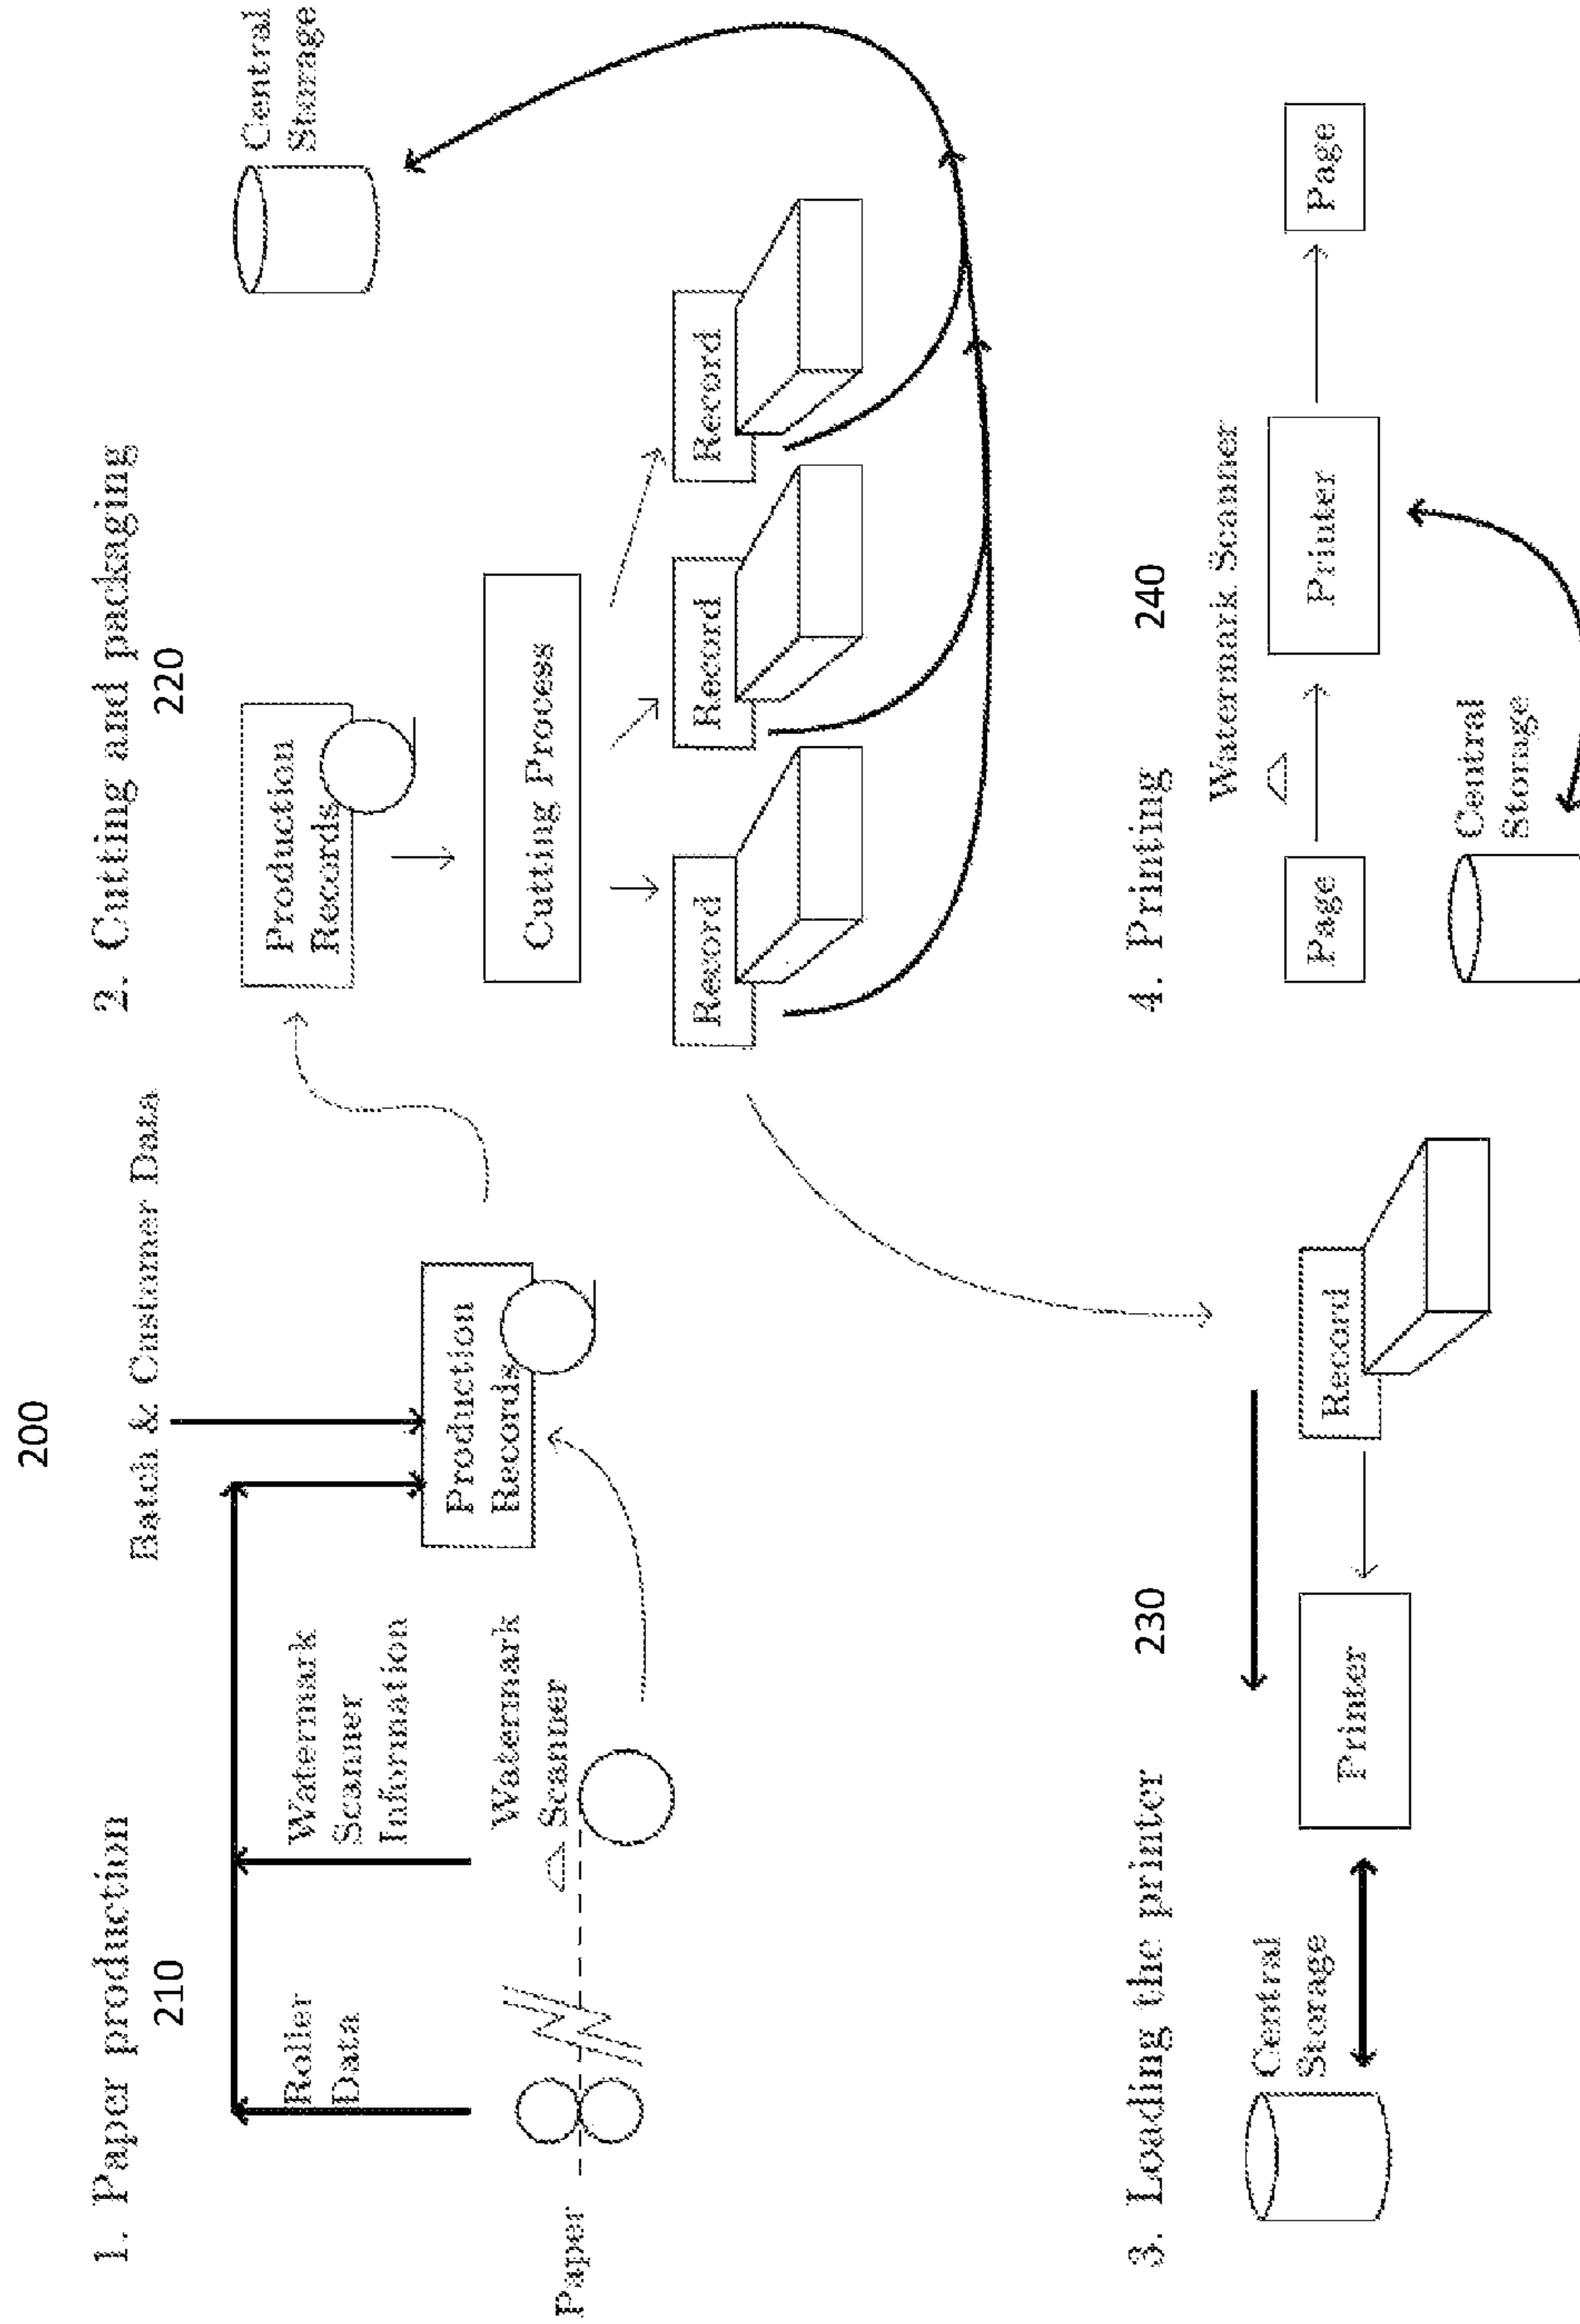 200
1. Paper production
210
Batch & Customer Data
Roller
Data
Watermark
Scanner
Information
Paper
Watermark
Scanner
Production
Records
2. Cutting and packaging
220
Production
Records
Central
Storage
Cutting Process
Record
Record
Record
3. Loading the printer
230
Central
Storage
Printer
Record
4. Printing
240
Watermark Scanner
Page
Printer
Page
Central
Storage